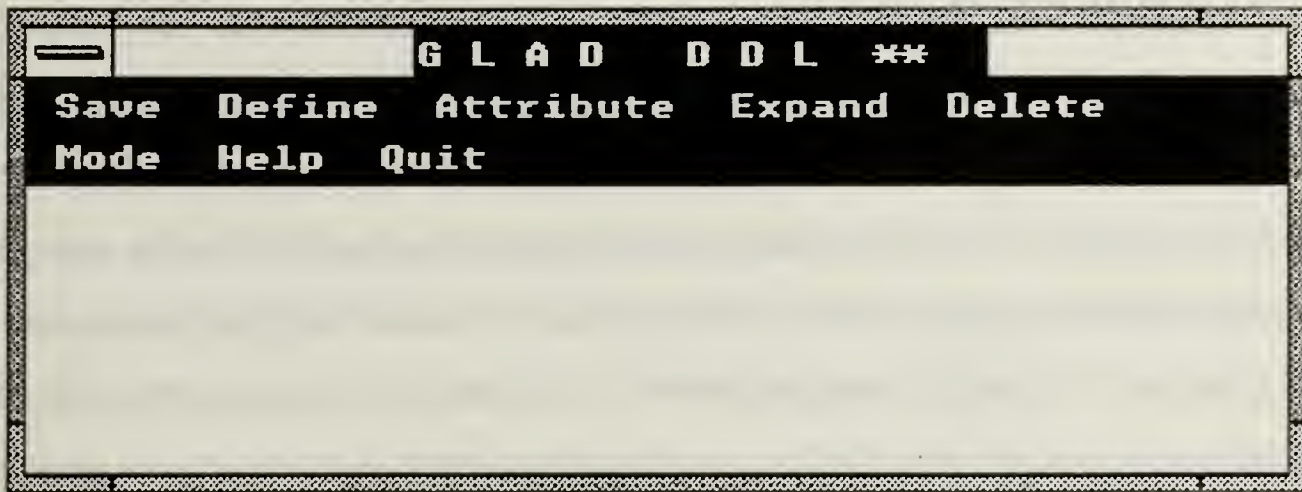 G L A D D D L **
Save Define Attribute Expand Delete
Mode Help Quit